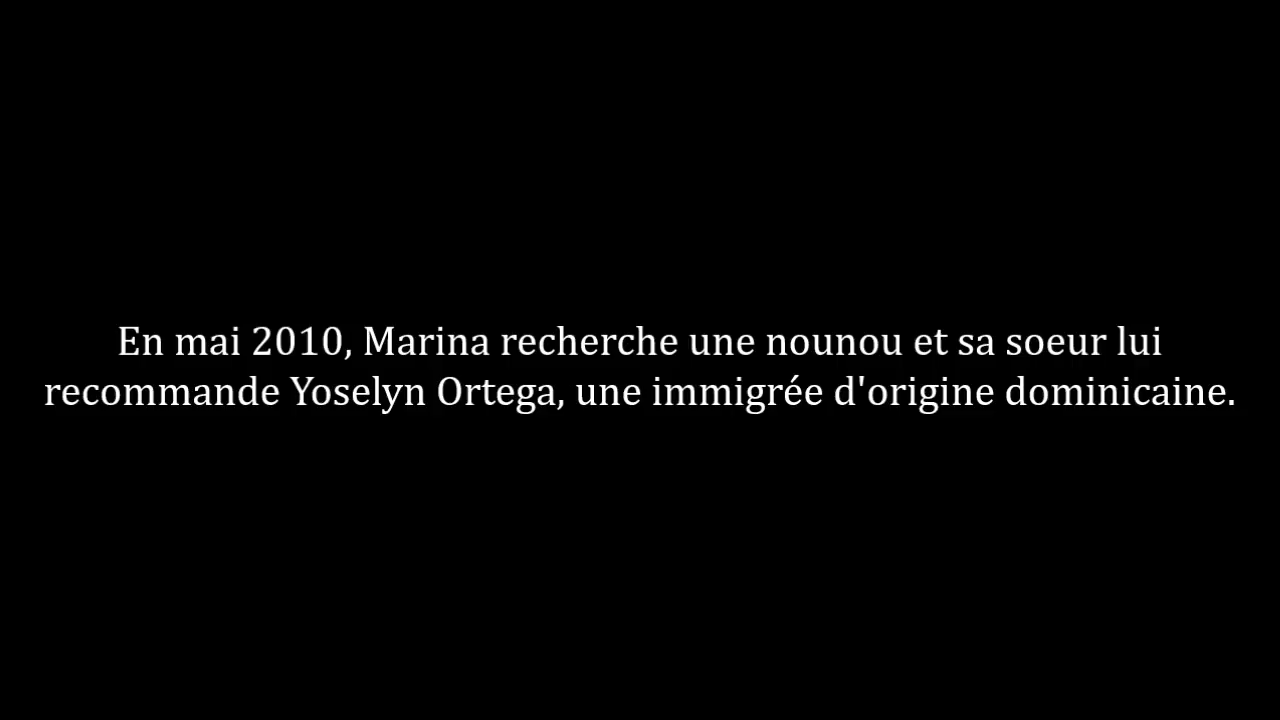 En mai 2010, Marina recherche une nounou et sa soeur lui
recommande Yoselyn Ortega, une immigrée d'origine dominicaine.